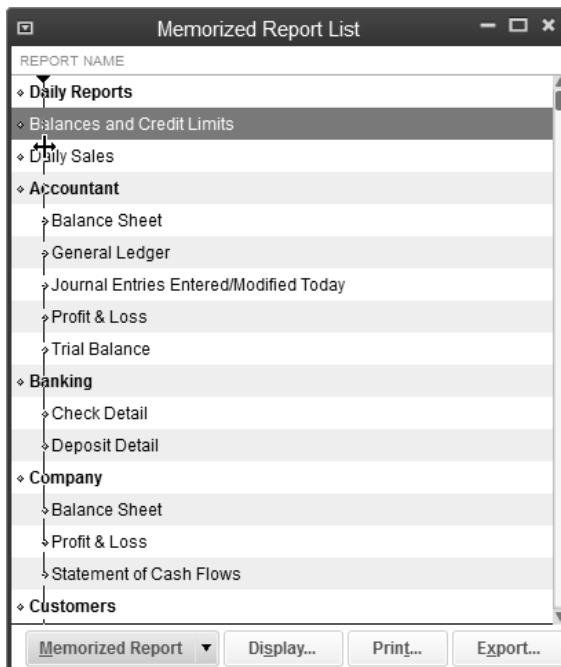 Memorized Report List
REPORT NAME
Daily Reports
Balances and Credit Limits
Daily Sales
Accountant
Balance Sheet
General Ledger
Journal Entries Entered/Modified Today
Profit & Loss
Trial Balance
Banking
Check Detail
Deposit Detail
Company
Balance Sheet
Profit & Loss
Statement of Cash Flows
Customers
Memorized Report Display... Print... Export...